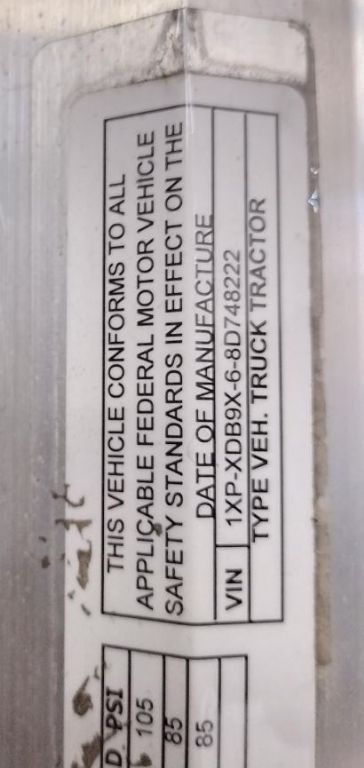 THIS VEHICLE CONFORMS TO ALL
APPLICABLE FEDERAL MOTOR VEHICLE
SAFETY STANDARDS IN EFFECT ON THE
DATE OF MANUFACTURE
VIN 1XP-XDB9X-6-8D748222
TYPE VEH. TRUCK TRACTOR
D PSI
105
85
85